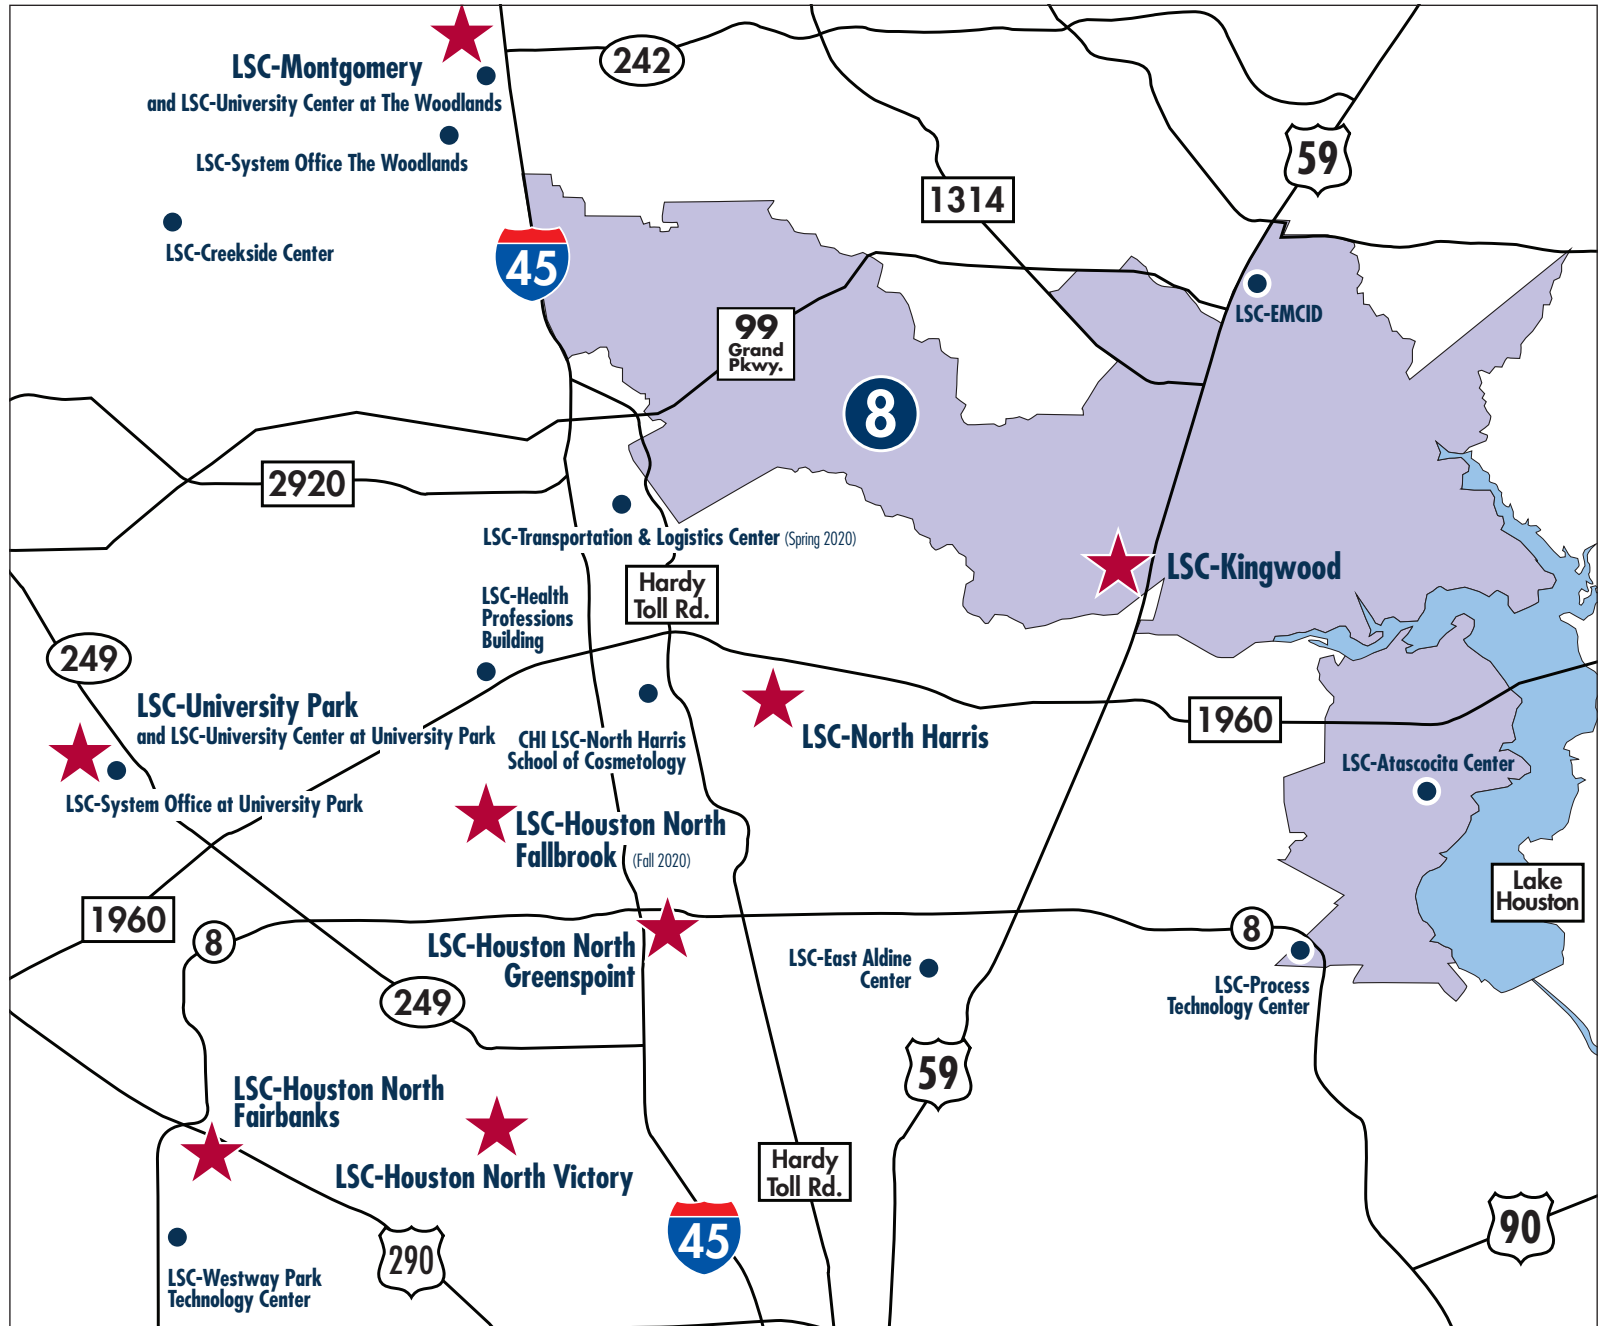 LSC-Montgomery
and LSC-University Center at The Woodlands
LSC-System Office The Woodlands
LSC-Creekside Center
242
59
1314
45
LSC-EMCID
99
Grand
Pkwy.
8
2920
LSC-Transportation & Logistics Center (Spring 2020)
LSC-Kingwood
Hardy
Toll Rd.
LSC-Health
Professions
Building
249
LSC-University Park
and LSC-University Center at University Park
LSC-System Office at University Park
CHI LSC-North Harris
School of Cosmetology
LSC-North Harris
1960
LSC-Atascocita Center
LSC-Houston North
Fallbrook (Fall 2020)
Lake
Houston
1960
8
LSC-Houston North
Greenspoint
249
LSC-East Aldine
Center
8
LSC-Process
Technology Center
59
LSC-Houston North
Fairbanks
LSC-Houston North Victory
Hardy
Toll Rd.
45
90
290
LSC-Westway Park
Technology Center